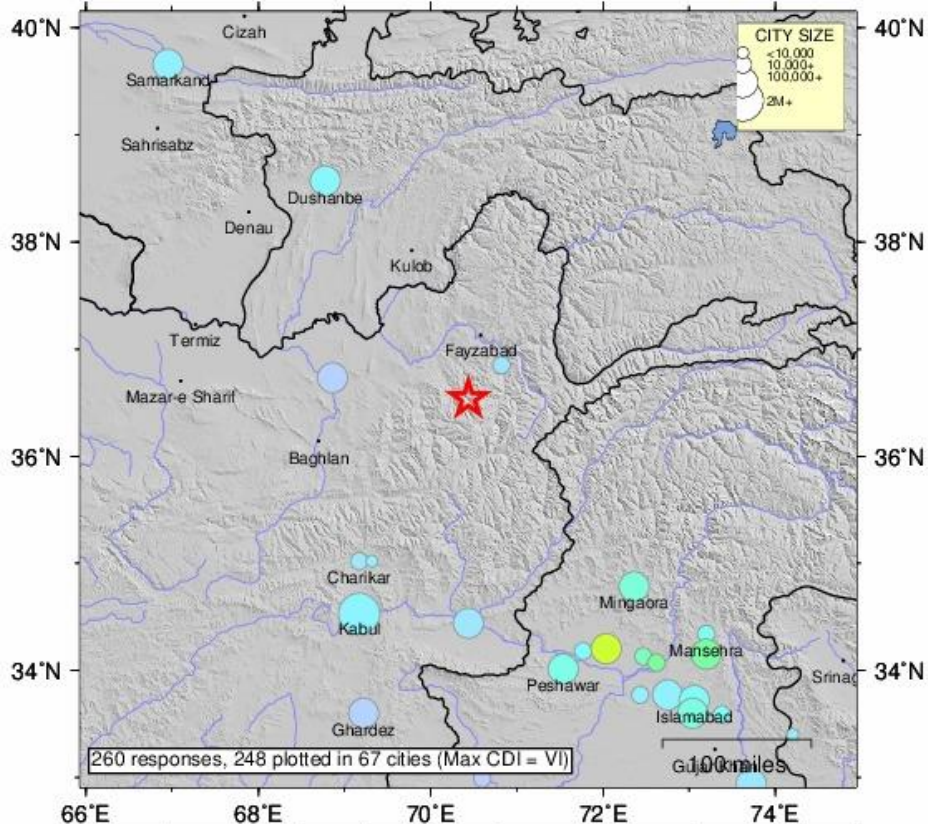 40°N
40°N
Cizah
CITY SIZE
<10,000
10,000+
100,000+
2M+
Samarkand
Sahrisabz
Dushanbe
Denau
38°N
38°N
Kulob
Termiz
Fayzabad
Mazar-e Sharif
36°N
36°N
Baghlan
Charikar
Mingaora
Kabul
34°N
Mansehra
34°N
Peshawar
Srinag
Islamabad
Ghardez
260 responses, 248 plotted in 67 cities (Max CDI = VI)
100 miles
66°E
68°E
70°E
72°E
74°E